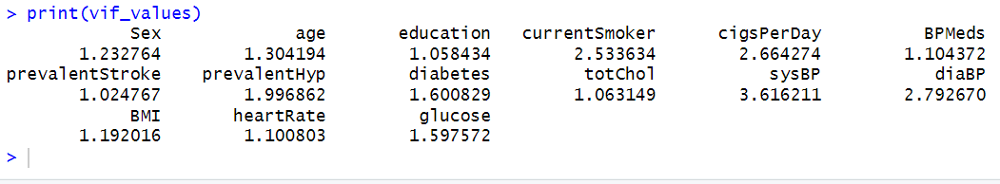 > print(vif_values)
Sex age education currentSmoker cigsPerDay BPMeds
1.232764 1.304194 1.058434 2.533634 2.664274 1.104372
prevalentStroke prevalentHyp diabetes totChol sysBP diaBP
1.024767 1.996862 1.600829 1.063149 3.616211 2.792670
BMI heartRate glucose
1.192016 1.100803 1.597572
>